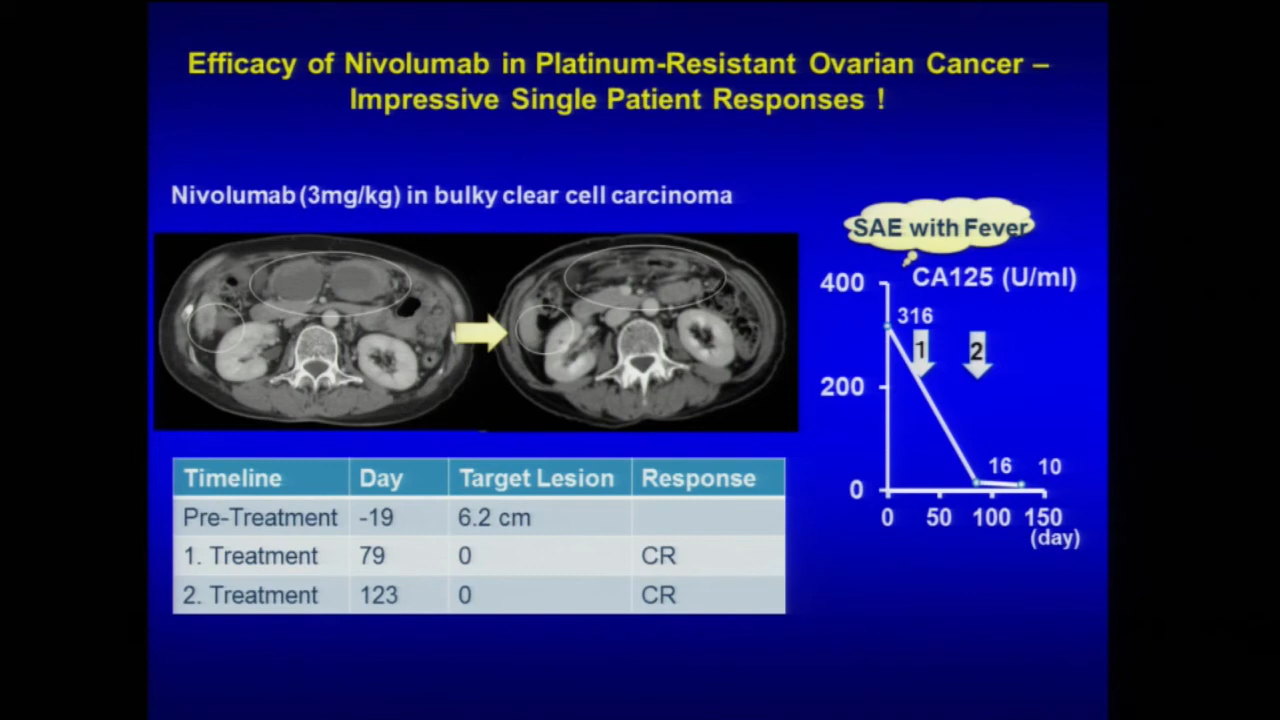 Efficacy of Nivolumab in Platinum-Resistant Ovarian Cancer –
Impressive Single Patient Responses !
Nivolumab (3mg/kg) in bulky clear cell carcinoma
SAE with Fever
CA125 (U/ml)
400
316
1
2
200
16
10
0
0 50 100 150
(day)
Timeline Day Target Lesion Response
Pre-Treatment -19 6.2 cm
1. Treatment 79 0 CR
2. Treatment 123 0 CR